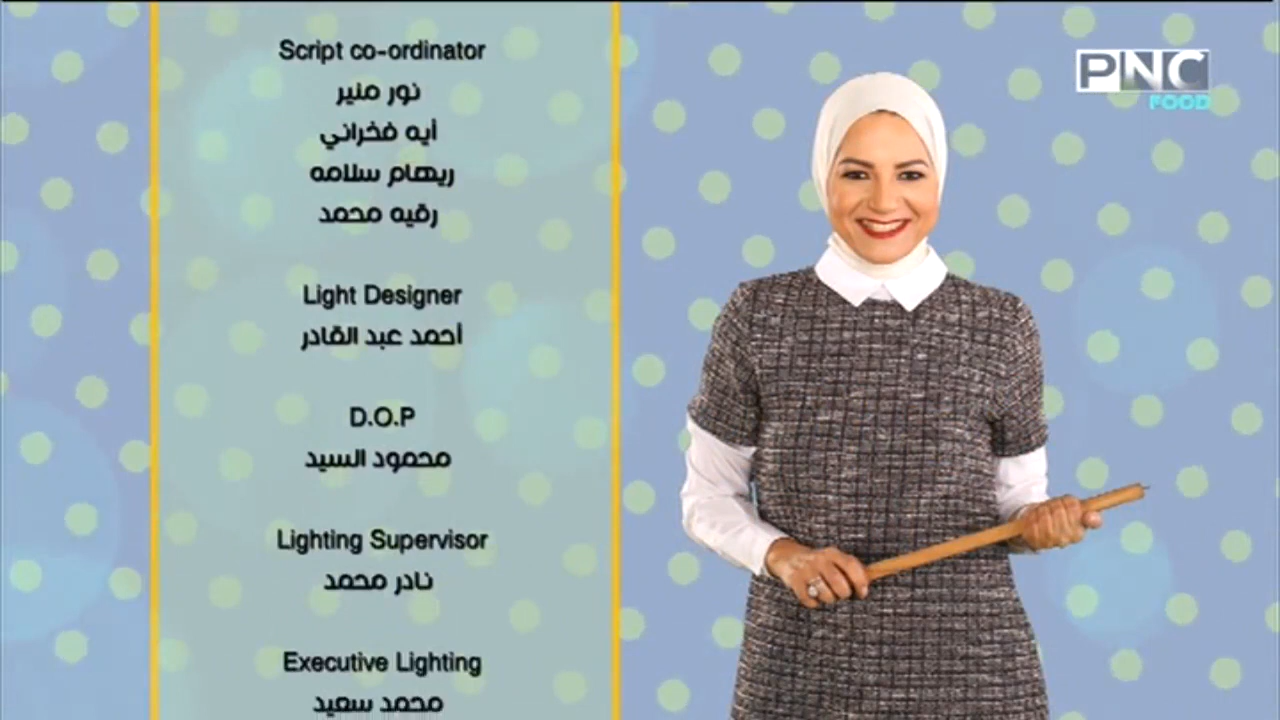 Script co-ordinator
نور منير
أيه فخراني
ريهام سلامه
رقيه محمد
Light Designer
أحمد عبد القادر
D.O.P
محمود السيد
Lighting Supervisor
نادر محمد
Executive Lighting
محمد سعيد
PNC
FOOD